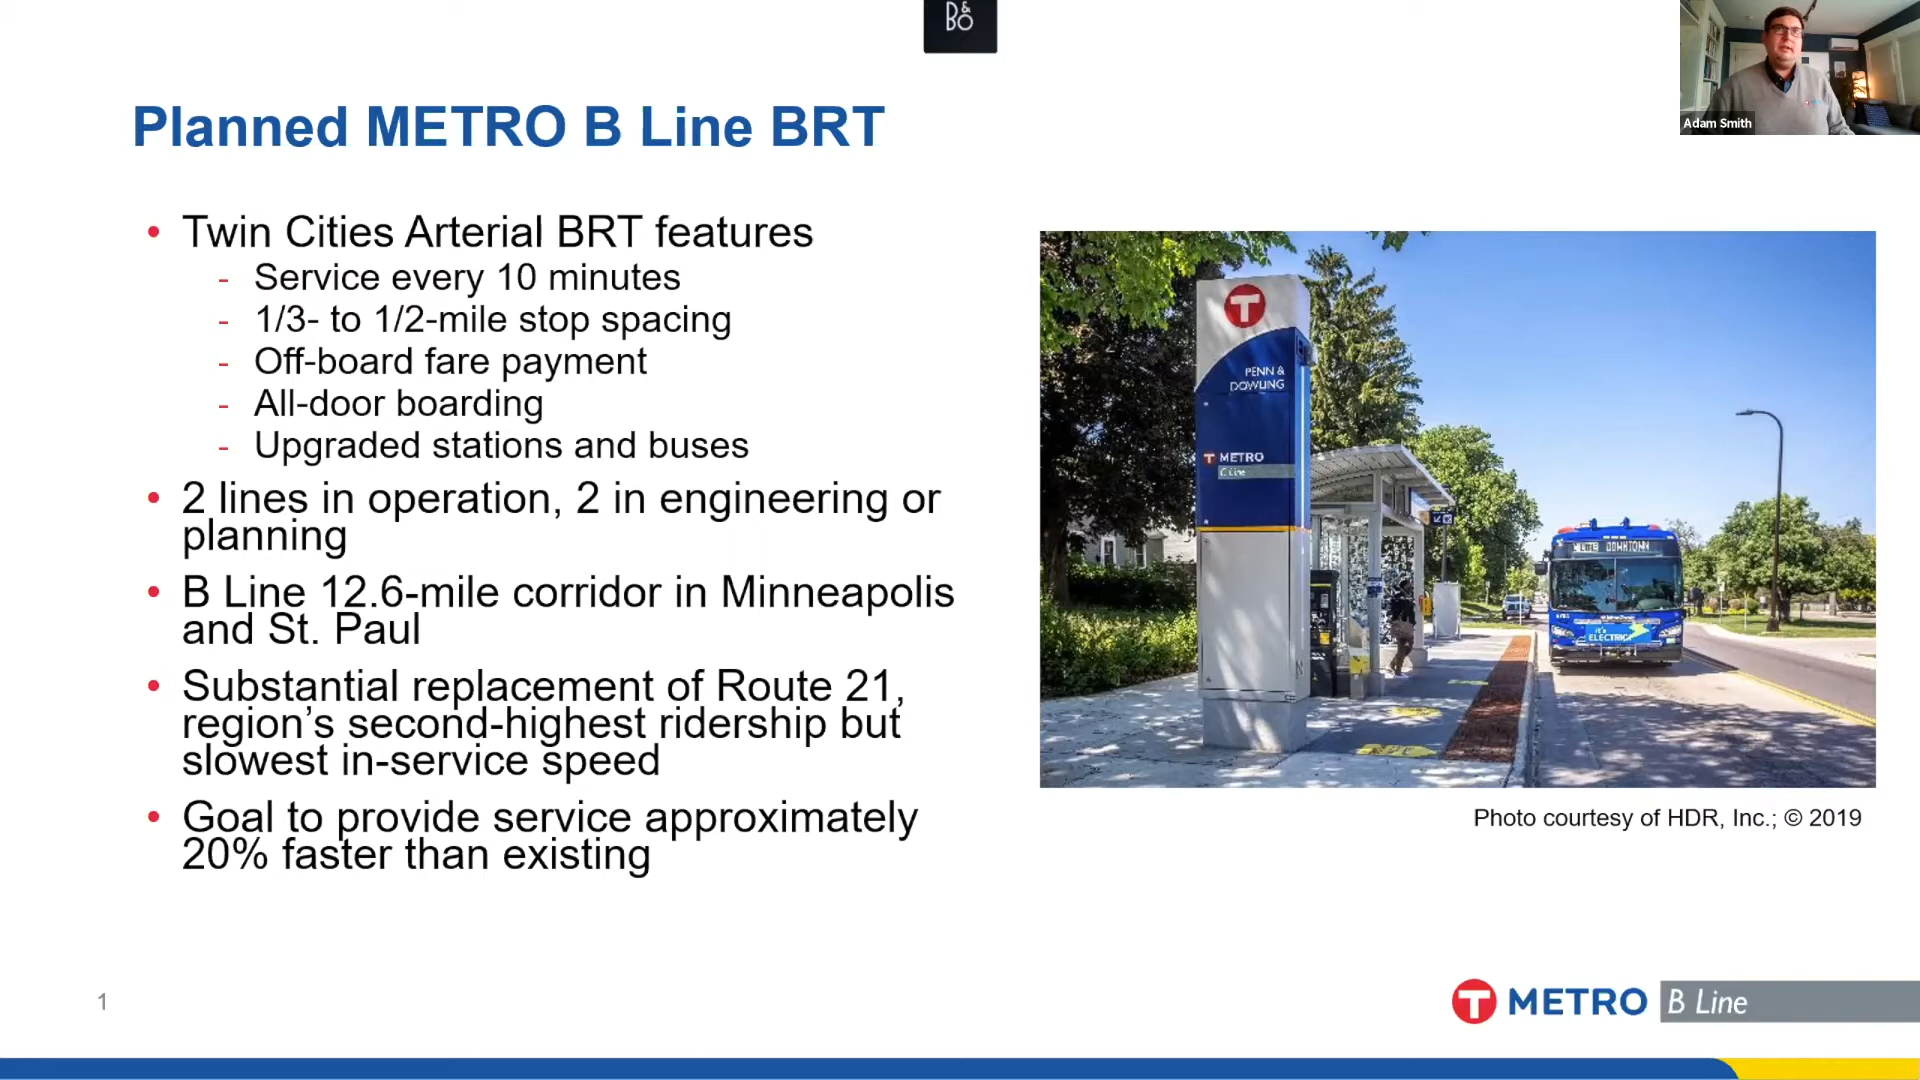 B&O
Adam Smith
Planned METRO B Line BRT
• Twin Cities Arterial BRT features
- Service every 10 minutes
- 1/3- to 1/2-mile stop spacing
- Off-board fare payment
- All-door boarding
- Upgraded stations and buses
• 2 lines in operation, 2 in engineering or
planning
• B Line 12.6-mile corridor in Minneapolis
and St. Paul
• Substantial replacement of Route 21,
region’s second-highest ridership but
slowest in-service speed
• Goal to provide service approximately
20% faster than existing
T
PENN &
DOWLING
T METRO
C Line
C LINE DOWNTOWN
IT'S
ELECTRIC
Photo courtesy of HDR, Inc.; © 2019
1
T METRO B Line